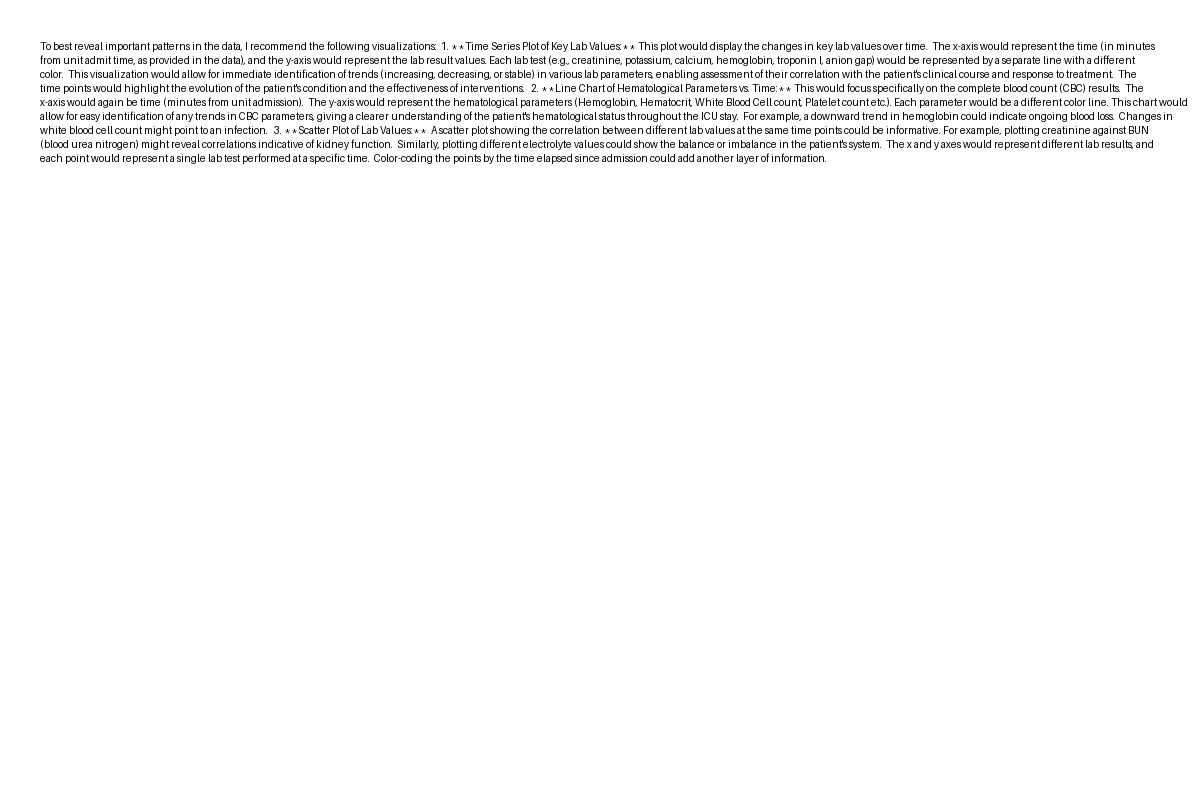 To best reveal important patterns in the data, I recommend the following visualizations:  1. **Time Series Plot of Key Lab Values:** This plot would display the changes in key lab values over time.  The x-axis would represent the time (in minutes
from unit admit time, as provided in the data), and the y-axis would represent the lab result values. Each lab test (e.g., creatinine, potassium, calcium, hemoglobin, troponin I, anion gap) would be represented by a separate line with a different
color.  This visualization would allow for immediate identification of trends (increasing, decreasing, or stable) in various lab parameters, enabling assessment of their correlation with the patient's clinical course and response to treatment.  The
time points would highlight the evolution of the patient's condition and the effectiveness of interventions.   2.  **Line Chart of Hematological Parameters vs. Time:** This would focus specifically on the complete blood count (CBC) results.  The
x-axis would again be time (minutes from unit admission).  The y-axis would represent the hematological parameters (Hemoglobin, Hematocrit, White Blood Cell count, Platelet count etc.). Each parameter would be a different color line. This chart would
allow for easy identification of any trends in CBC parameters, giving a clearer understanding of the patient's hematological status throughout the ICU stay.  For example, a downward trend in hemoglobin could indicate ongoing blood loss.  Changes in
white blood cell count might point to an infection.  3.  **Scatter Plot of Lab Values:**  A scatter plot showing the correlation between different lab values at the same time points could be informative. For example, plotting creatinine against BUN
(blood urea nitrogen) might reveal correlations indicative of kidney function.  Similarly, plotting different electrolyte values could show the balance or imbalance in the patient's system.  The x and y axes would represent different lab results, and
each point would represent a single lab test performed at a specific time.  Color-coding the points by the time elapsed since admission could add another layer of information.